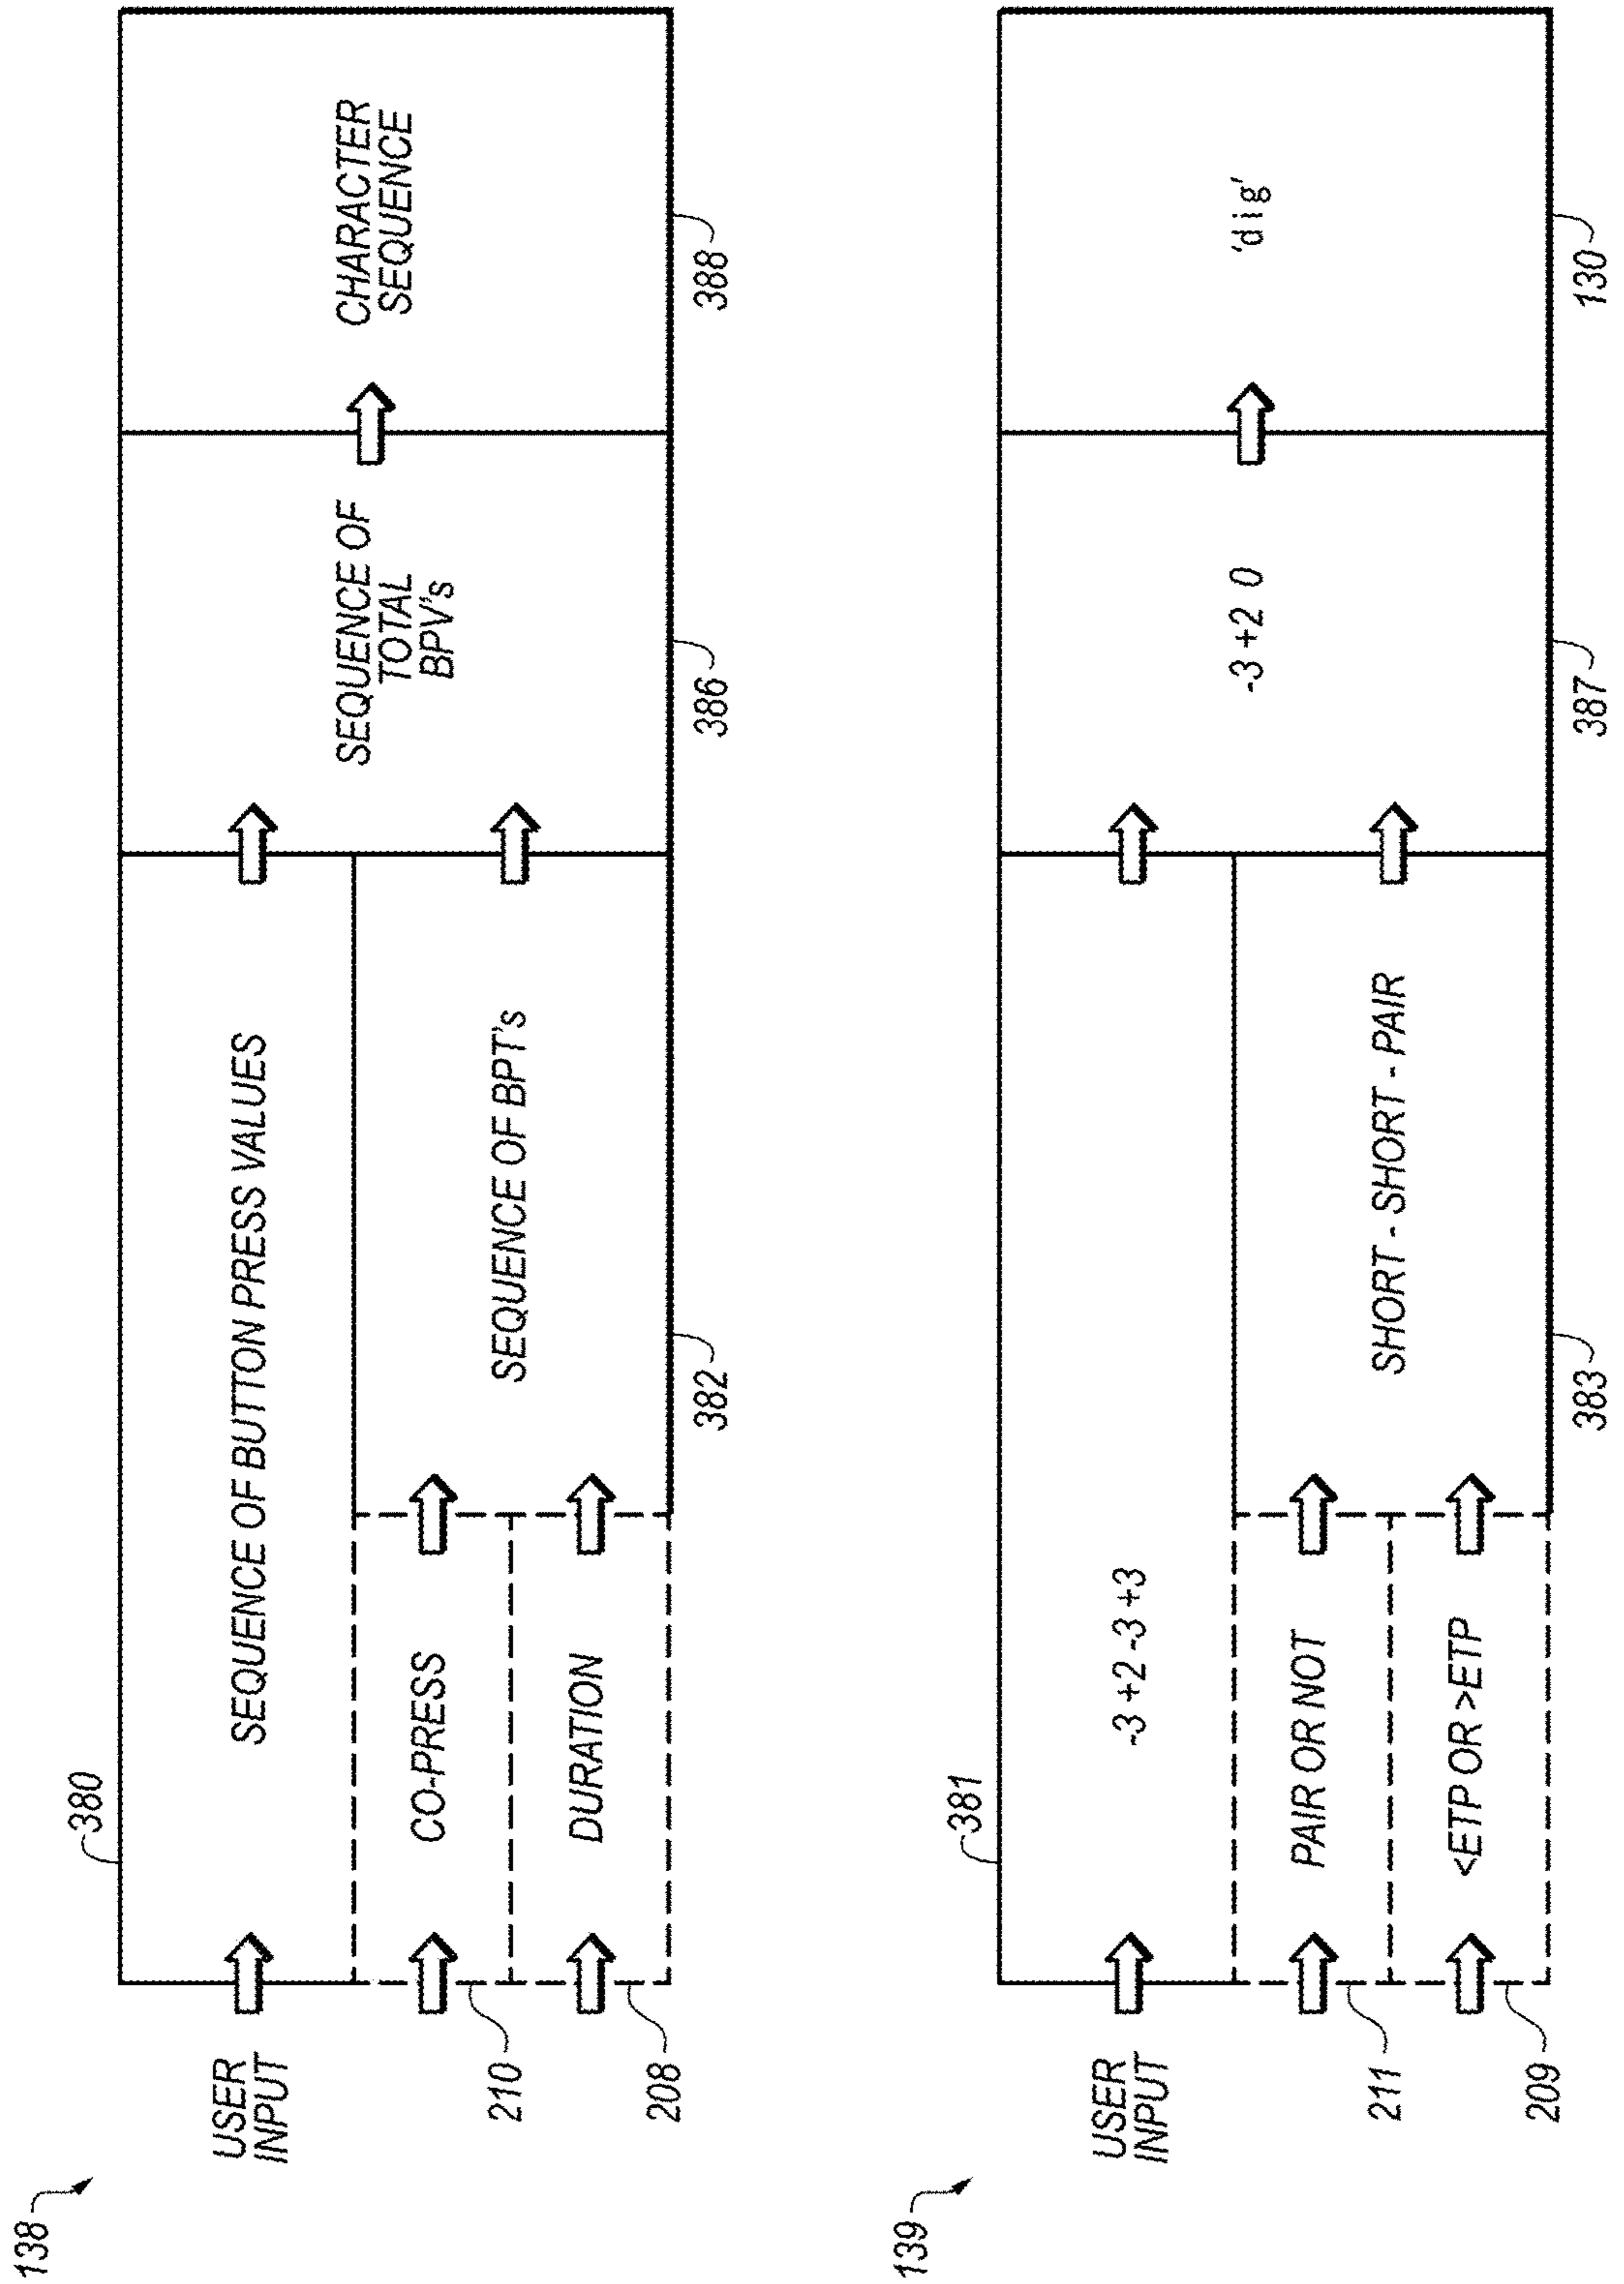 138
USER
INPUT
380
SEQUENCE OF BUTTON PRESS VALUES
CO-PRESS
DURATION
210
208
SEQUENCE OF BPT's
382
SEQUENCE OF
TOTAL
BPV's
386
CHARACTER
SEQUENCE
388
139
USER
INPUT
381
-3 +2 -3 +3
PAIR OR NOT
<ETP OR >ETP
211
209
SHORT - SHORT - PAIR
383
-3 +2 0
387
'd i g'
130